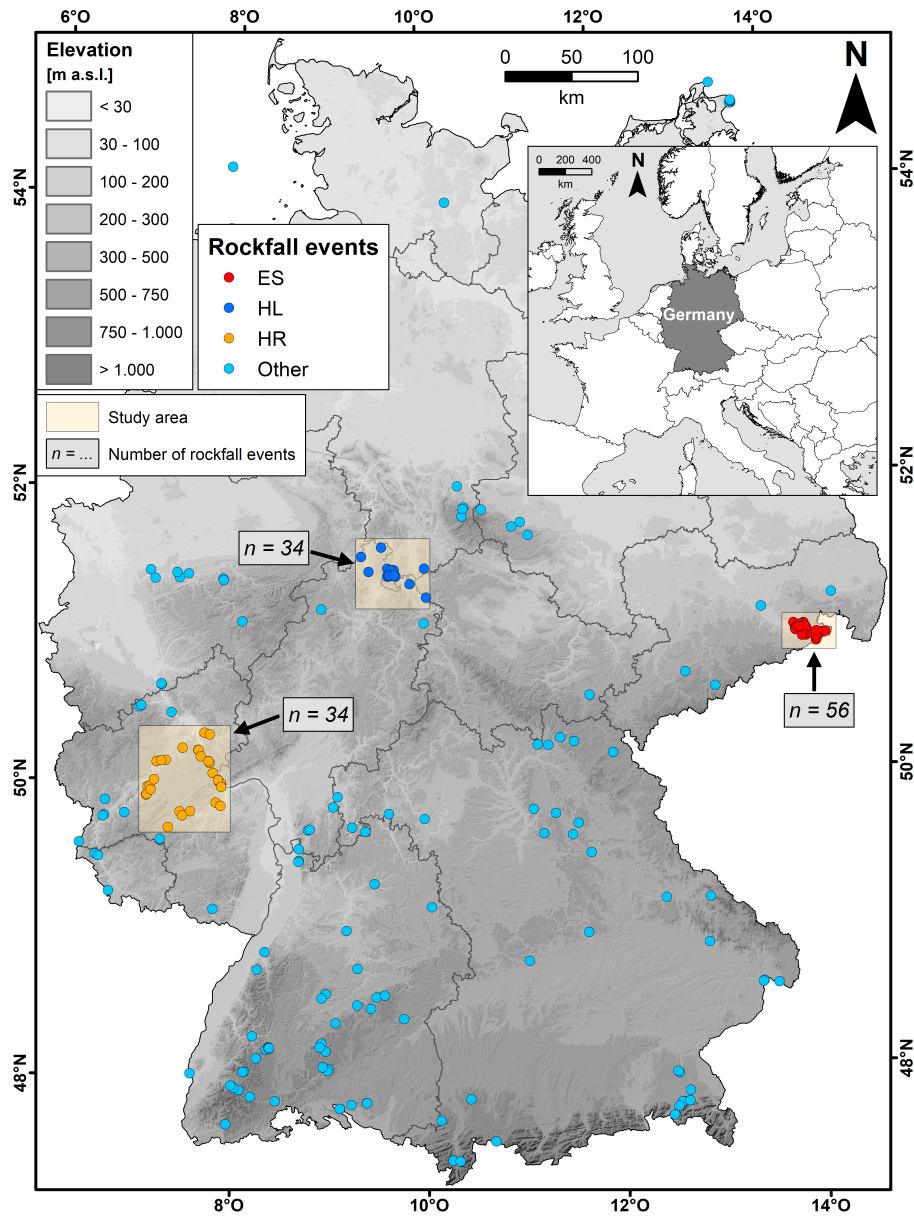 6°O 8°O 10°O 12°O 14°O
Elevation
[m a.s.l.]
< 30
30 - 100
100 - 200
200 - 300
300 - 500
500 - 750
750 - 1.000
> 1.000
0 50 100
km
N
54°N
54°N
0 200 400
km
N
Germany
Rockfall events
ES
HL
HR
Other
Study area
n = ... Number of rockfall events
52°N
52°N
n = 34
n = 56
n = 34
50°N
50°N
48°N
48°N
8°O 10°O 12°O 14°O